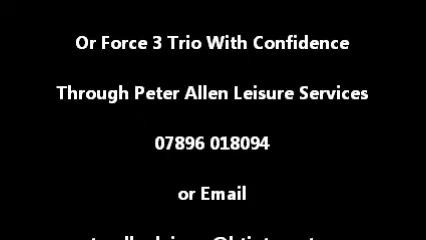 Or Force 3 Trio With Confidence
Through Peter Allen Leisure Services
07896 018094
or Email